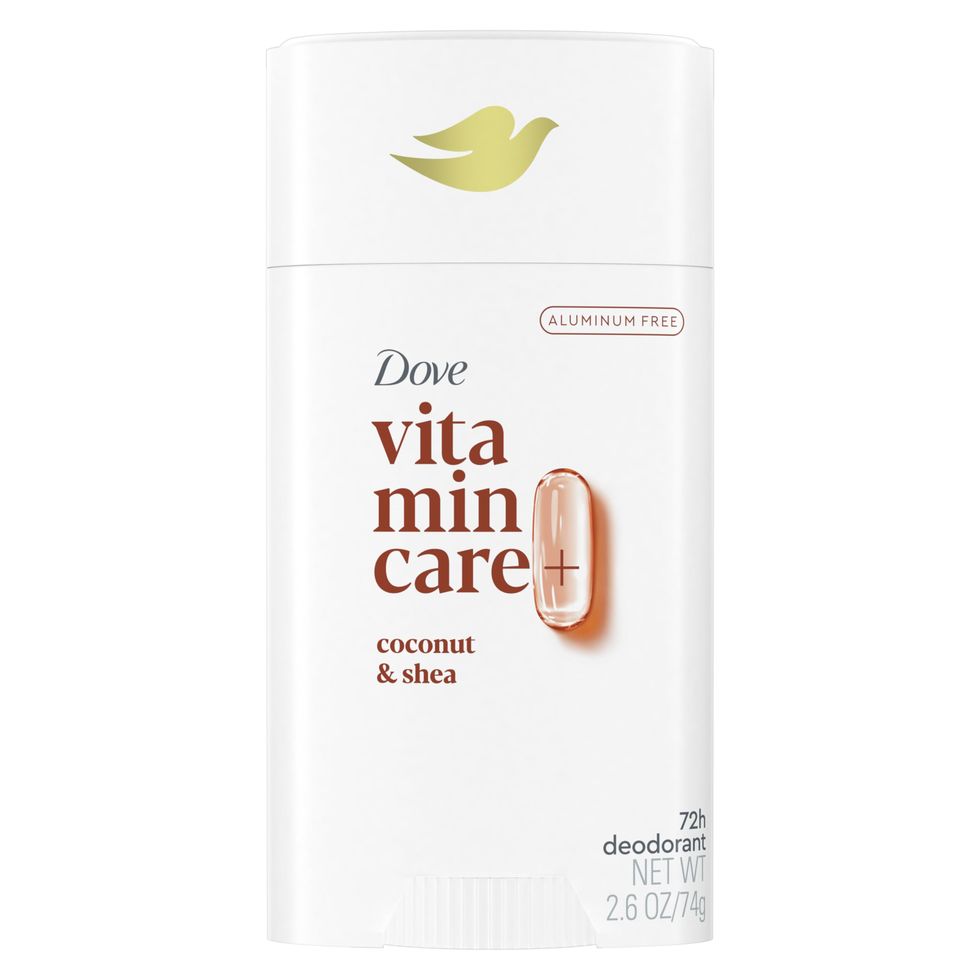 ALUMINUM FREE
Dove
vita
min
care+
coconut
& shea
72h
deodorant
NET WT
2.6 OZ/74g